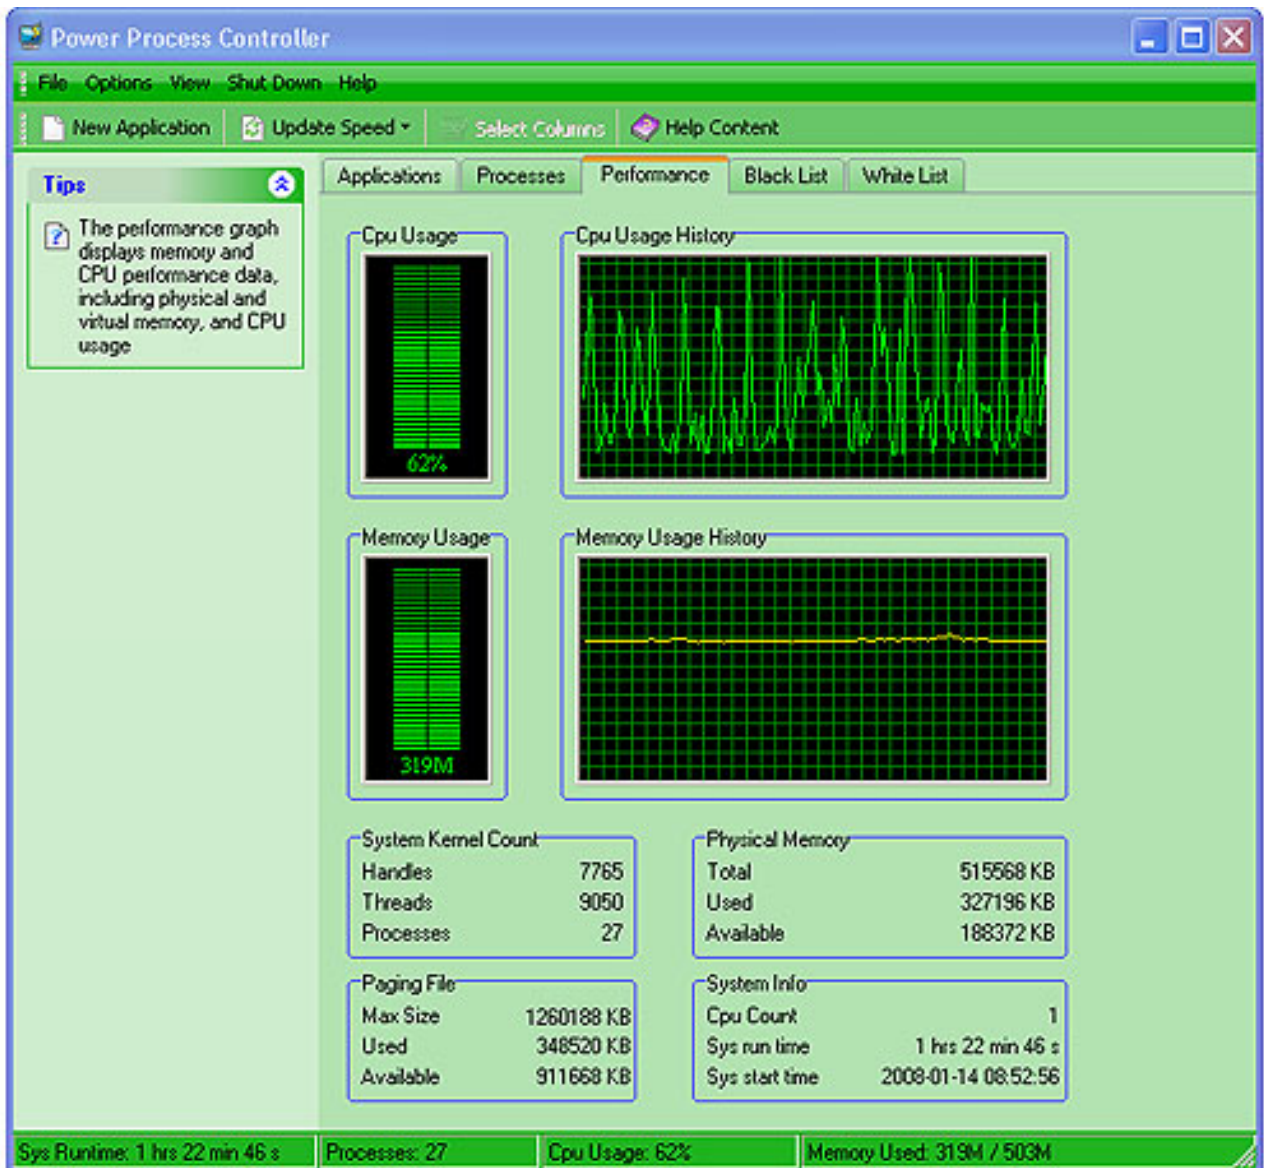 Power Process Controller
File Options View Shut Down Help
New Application Update Speed Select Columns Help Content
Tips
The performance graph
displays memory and
CPU performance data,
including physical and
virtual memory, and CPU
usage
Applications Processes Performance Black List White List
Cpu Usage
62%
Cpu Usage History
Memory Usage
319M
Memory Usage History
System Kernel Count
Handles 7765
Threads 9050
Processes 27
Physical Memory
Total 515568 KB
Used 327196 KB
Available 188372 KB
Paging File
Max Size 1260188 KB
Used 348520 KB
Available 911668 KB
System Info
Cpu Count 1
Sys run time 1 hrs 22 min 46 s
Sys start time 2008-01-14 08:52:56
Sys Runtime: 1 hrs 22 min 46 s Processes: 27 Cpu Usage: 62% Memory Used: 319M / 503M